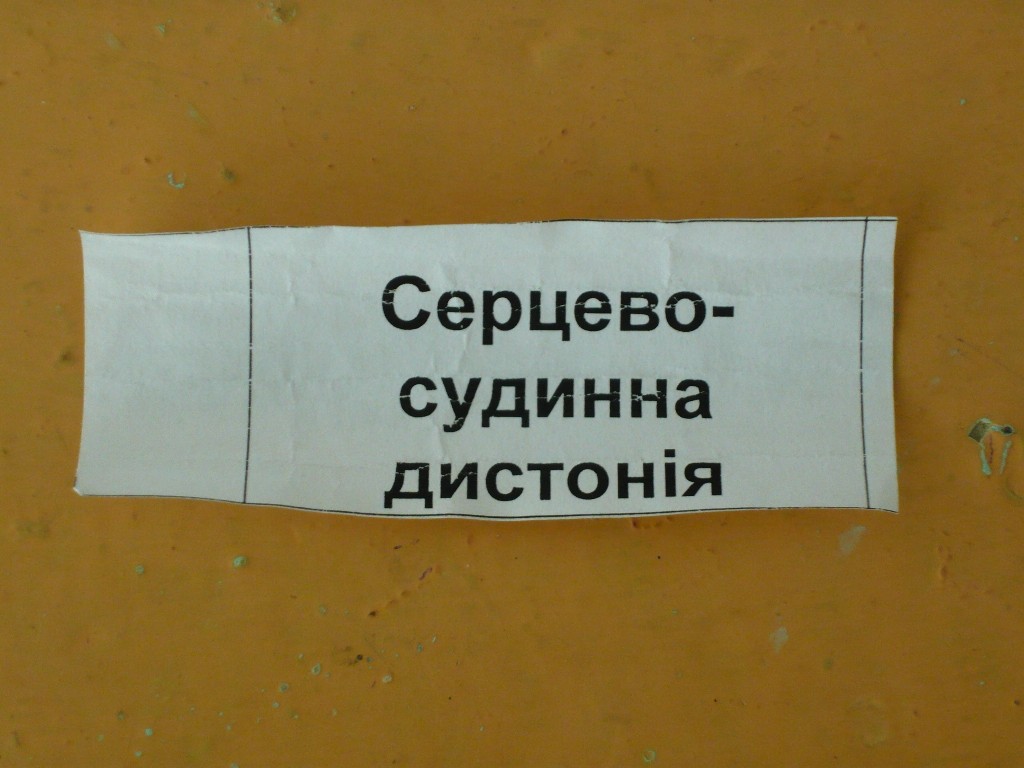 Серцево-
судинна
дистонія